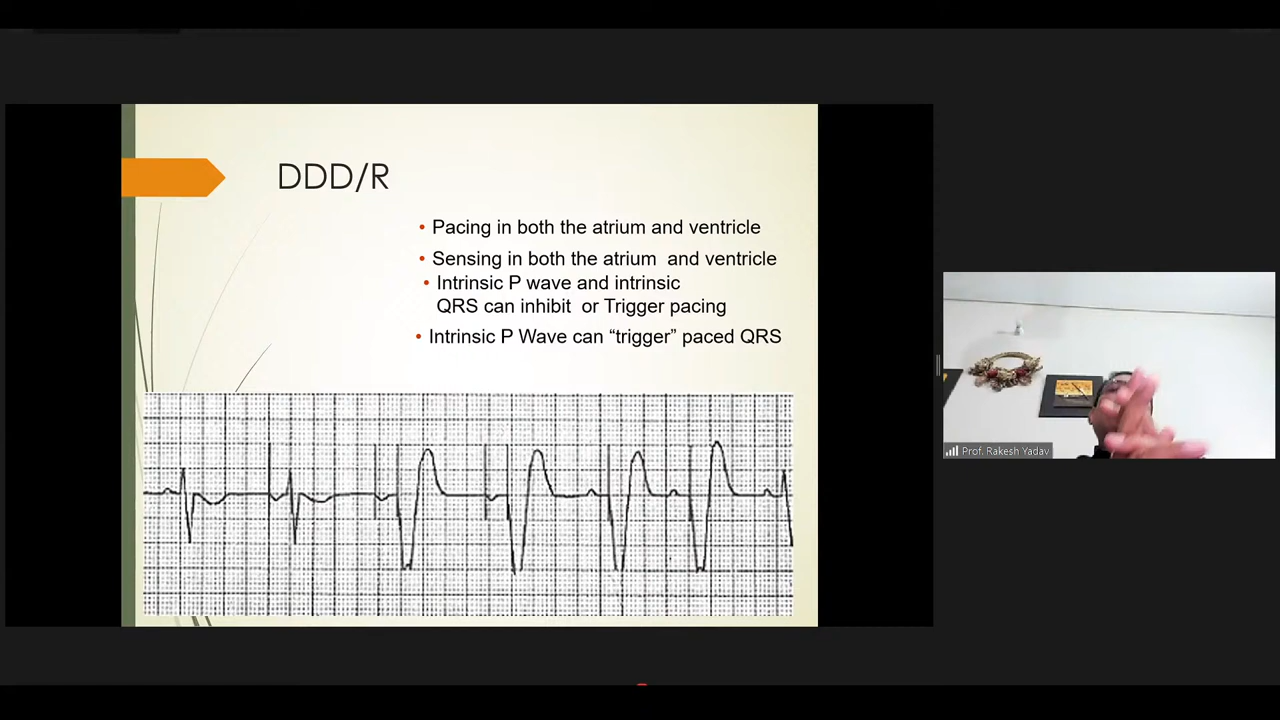 DDD/R
• Pacing in both the atrium and ventricle
• Sensing in both the atrium and ventricle
• Intrinsic P wave and intrinsic
QRS can inhibit or Trigger pacing
• Intrinsic P Wave can “trigger” paced QRS
Prof. Rakesh Yadav